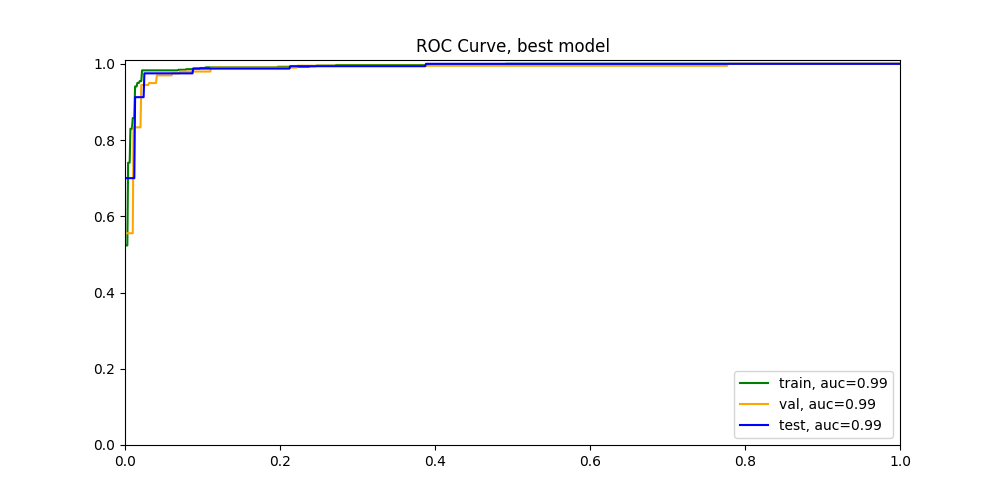 ROC Curve, best model
1.0
0.8
0.6
0.4
0.2
0.0
0.0 0.2 0.4 0.6 0.8 1.0
train, auc=0.99
val, auc=0.99
test, auc=0.99